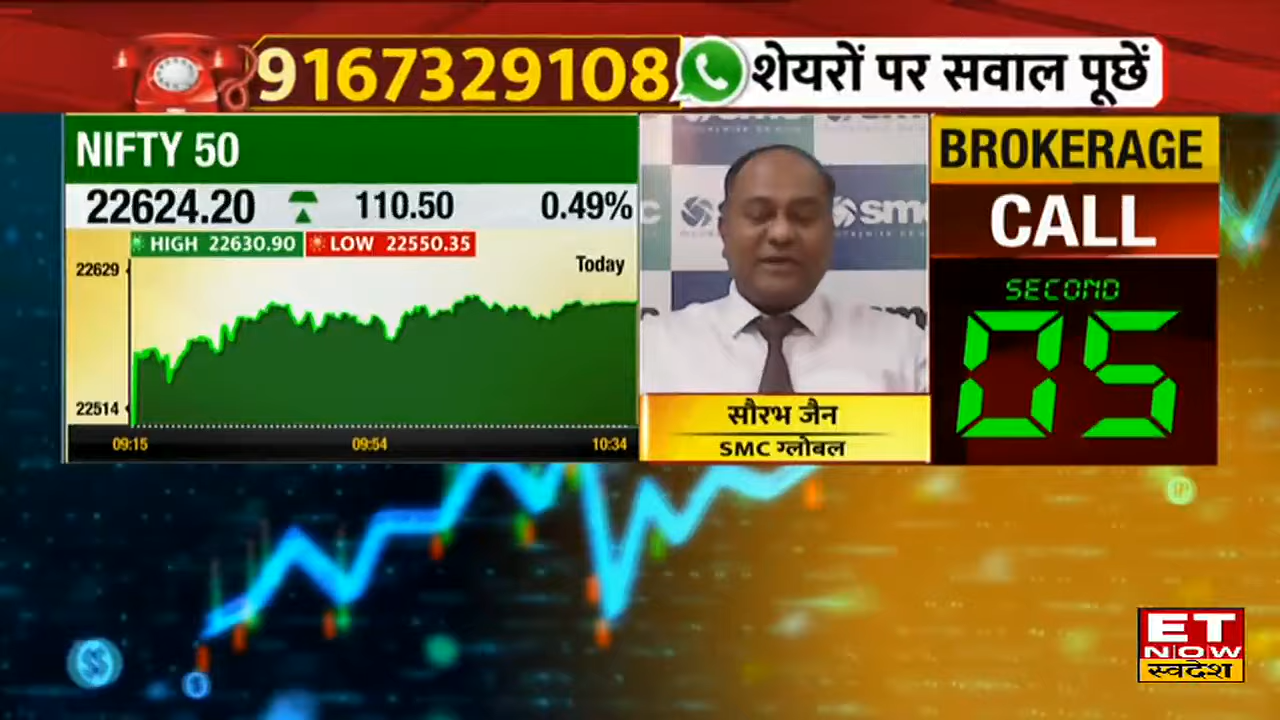 9167329108 शेयरों पर सवाल पूछें
NIFTY 50
22624.20 110.50 0.49%
HIGH 22630.90 LOW 22550.35
Today
22629
22514
09:15 09:54 10:34
smc
सौरभ जैन
SMC ग्लोबल
BROKERAGE
CALL
SECOND
05
ET
NOW
स्वदेश